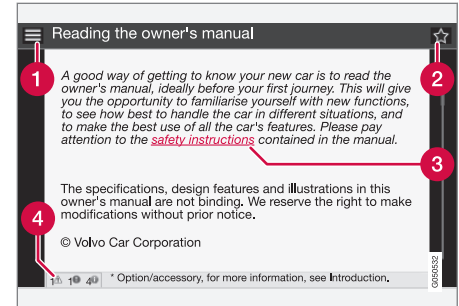 Reading the owner's manual
1
2
A good way of getting to know your new car is to read the
owner's manual, ideally before your first journey. This will give
you the opportunity to familiarise yourself with new functions,
to see how best to handle the car in different situations, and
to make the best use of all the car's features. Please pay
attention to the safety instructions contained in the manual.
3
The specifications, design features and illustrations in this
owner's manual are not binding. We reserve the right to make
modifications without prior notice.
4
© Volvo Car Corporation
1 1 4 * Option/accessory, for more information, see Introduction.
G050532